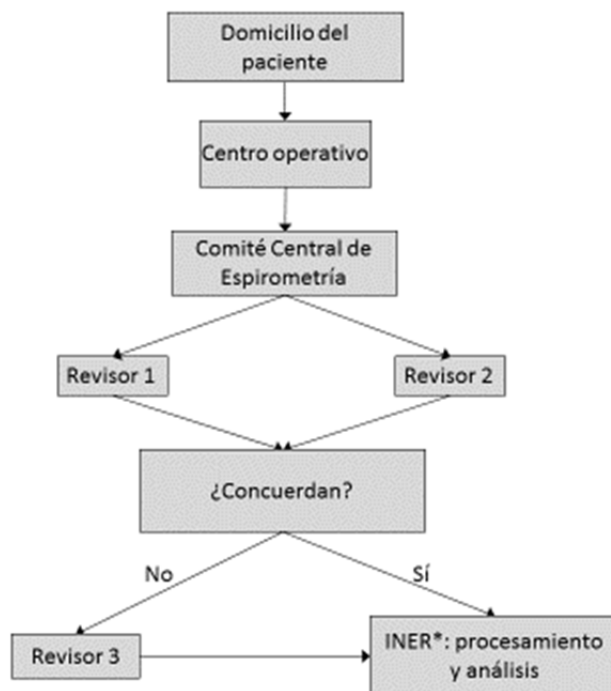 Domicilio del
paciente
Centro operativo
Comité Central de
Espirometría
Revisor 1
Revisor 2
¿Concuerdan?
No
Sí
Revisor 3
INER*: procesamiento
y análisis